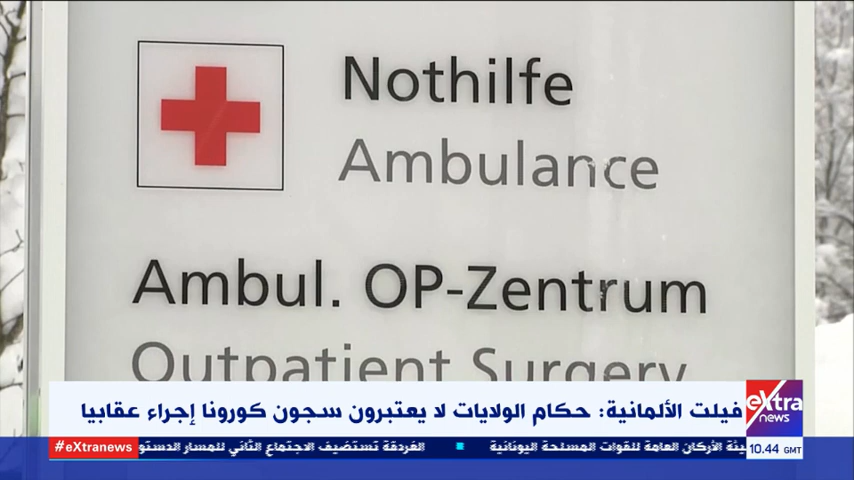 Nothilfe
Ambulance
Ambul. OP-Zentrum
Outpatient Surgery
فيلت الألمانية: حكام الولايات لا يعتبرون سجون كورونا إجراء عقابيا
eXtra
news
#eXtranews
الأركان العامة للقوات المسلحة اليونانية
الغردقة تستضيف الاجتماع الثاني للمسار
10.44 GMT